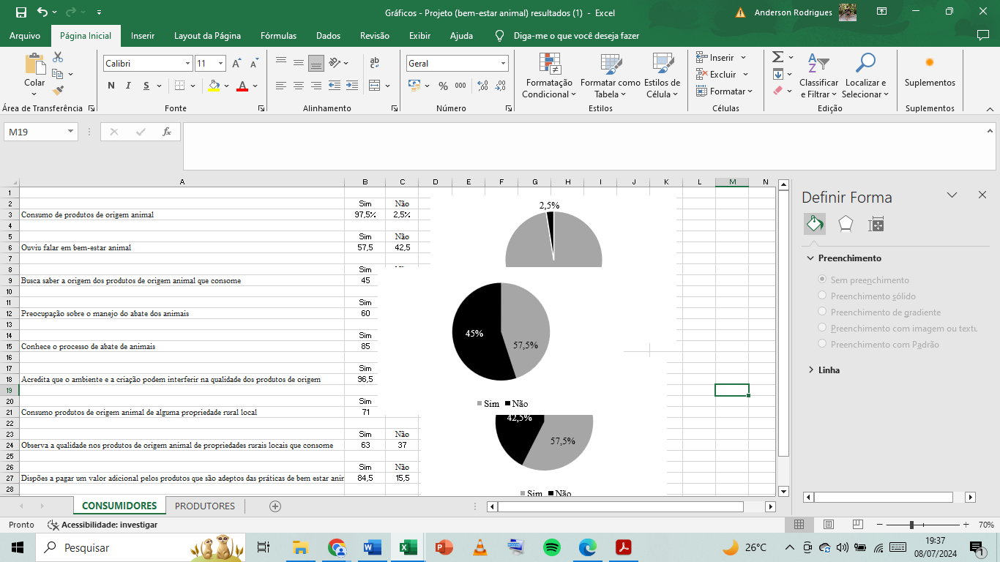 Gráficos - Projeto (bem-estar animal) resultados (1) - Excel
Anderson Rodrigues
Arquivo Página Inicial Inserir Layout da Página Fórmulas Dados Revisão Exibir Ajuda Diga-me o que você deseja fazer
Colar
Área de Transferência
Calibri 11
N I S
Fonte
ab
Alinhamento
Geral
% 000
Número
Formatação Condicional
Formatar como Tabela
Estilos de Célula
Estilos
Inserir
Excluir
Formatar
Células
Classificar e Filtrar
Localizar e Selecionar
Edição
Suplementos
Suplementos
M19
fx
A B C D E F G H I J K L M N
1
2 Sim Não
3 Consumo de produtos de origem animal 97,5% 2,5%
4
5 Sim Não
6 Ouviu falar em bem-estar animal 57,5 42,5
7
8 Sim
9 Busca saber a origem dos produtos de origem animal que consome 45
10
11 Sim
12 Preocupação sobre o manejo do abate dos animais 60
13
14 Sim
15 Conhece o processo de abate de animais 85
16
17 Sim
18 Acredita que o ambiente e a criação podem interferir na qualidade dos produtos de origem 96,5
19
20 Sim
21 Consumo produtos de origem animal de alguma propriedade rural local 71
22
23 Sim Não
24 Observa a qualidade nos produtos de origem animal de propriedades rurais locais que consome 63 37
25
26 Sim Não
27 Dispões a pagar um valor adicional pelos produtos que são adeptos das práticas de bem estar anim 84,5 15,5
28
2,5%
45%
57,5%
Sim Não
42,5%
57,5%
Sim Não
Definir Forma
Preenchimento
Sem preenchimento
Preenchimento sólido
Preenchimento de gradiente
Preenchimento com imagem ou textu
Preenchimento com Padrão
Linha
CONSUMIDORES PRODUTORES
Pronto Acessibilidade: investigar 70%
Pesquisar
26°C
19:37
08/07/2024
1